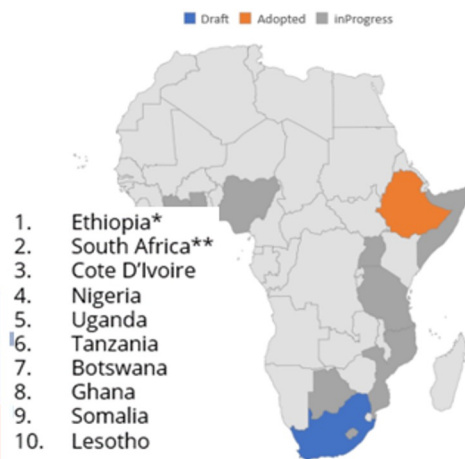 Draft Adopted inProgress
1. Ethiopia*
2. South Africa**
3. Cote D'Ivoire
4. Nigeria
5. Uganda
6. Tanzania
7. Botswana
8. Ghana
9. Somalia
10. Lesotho